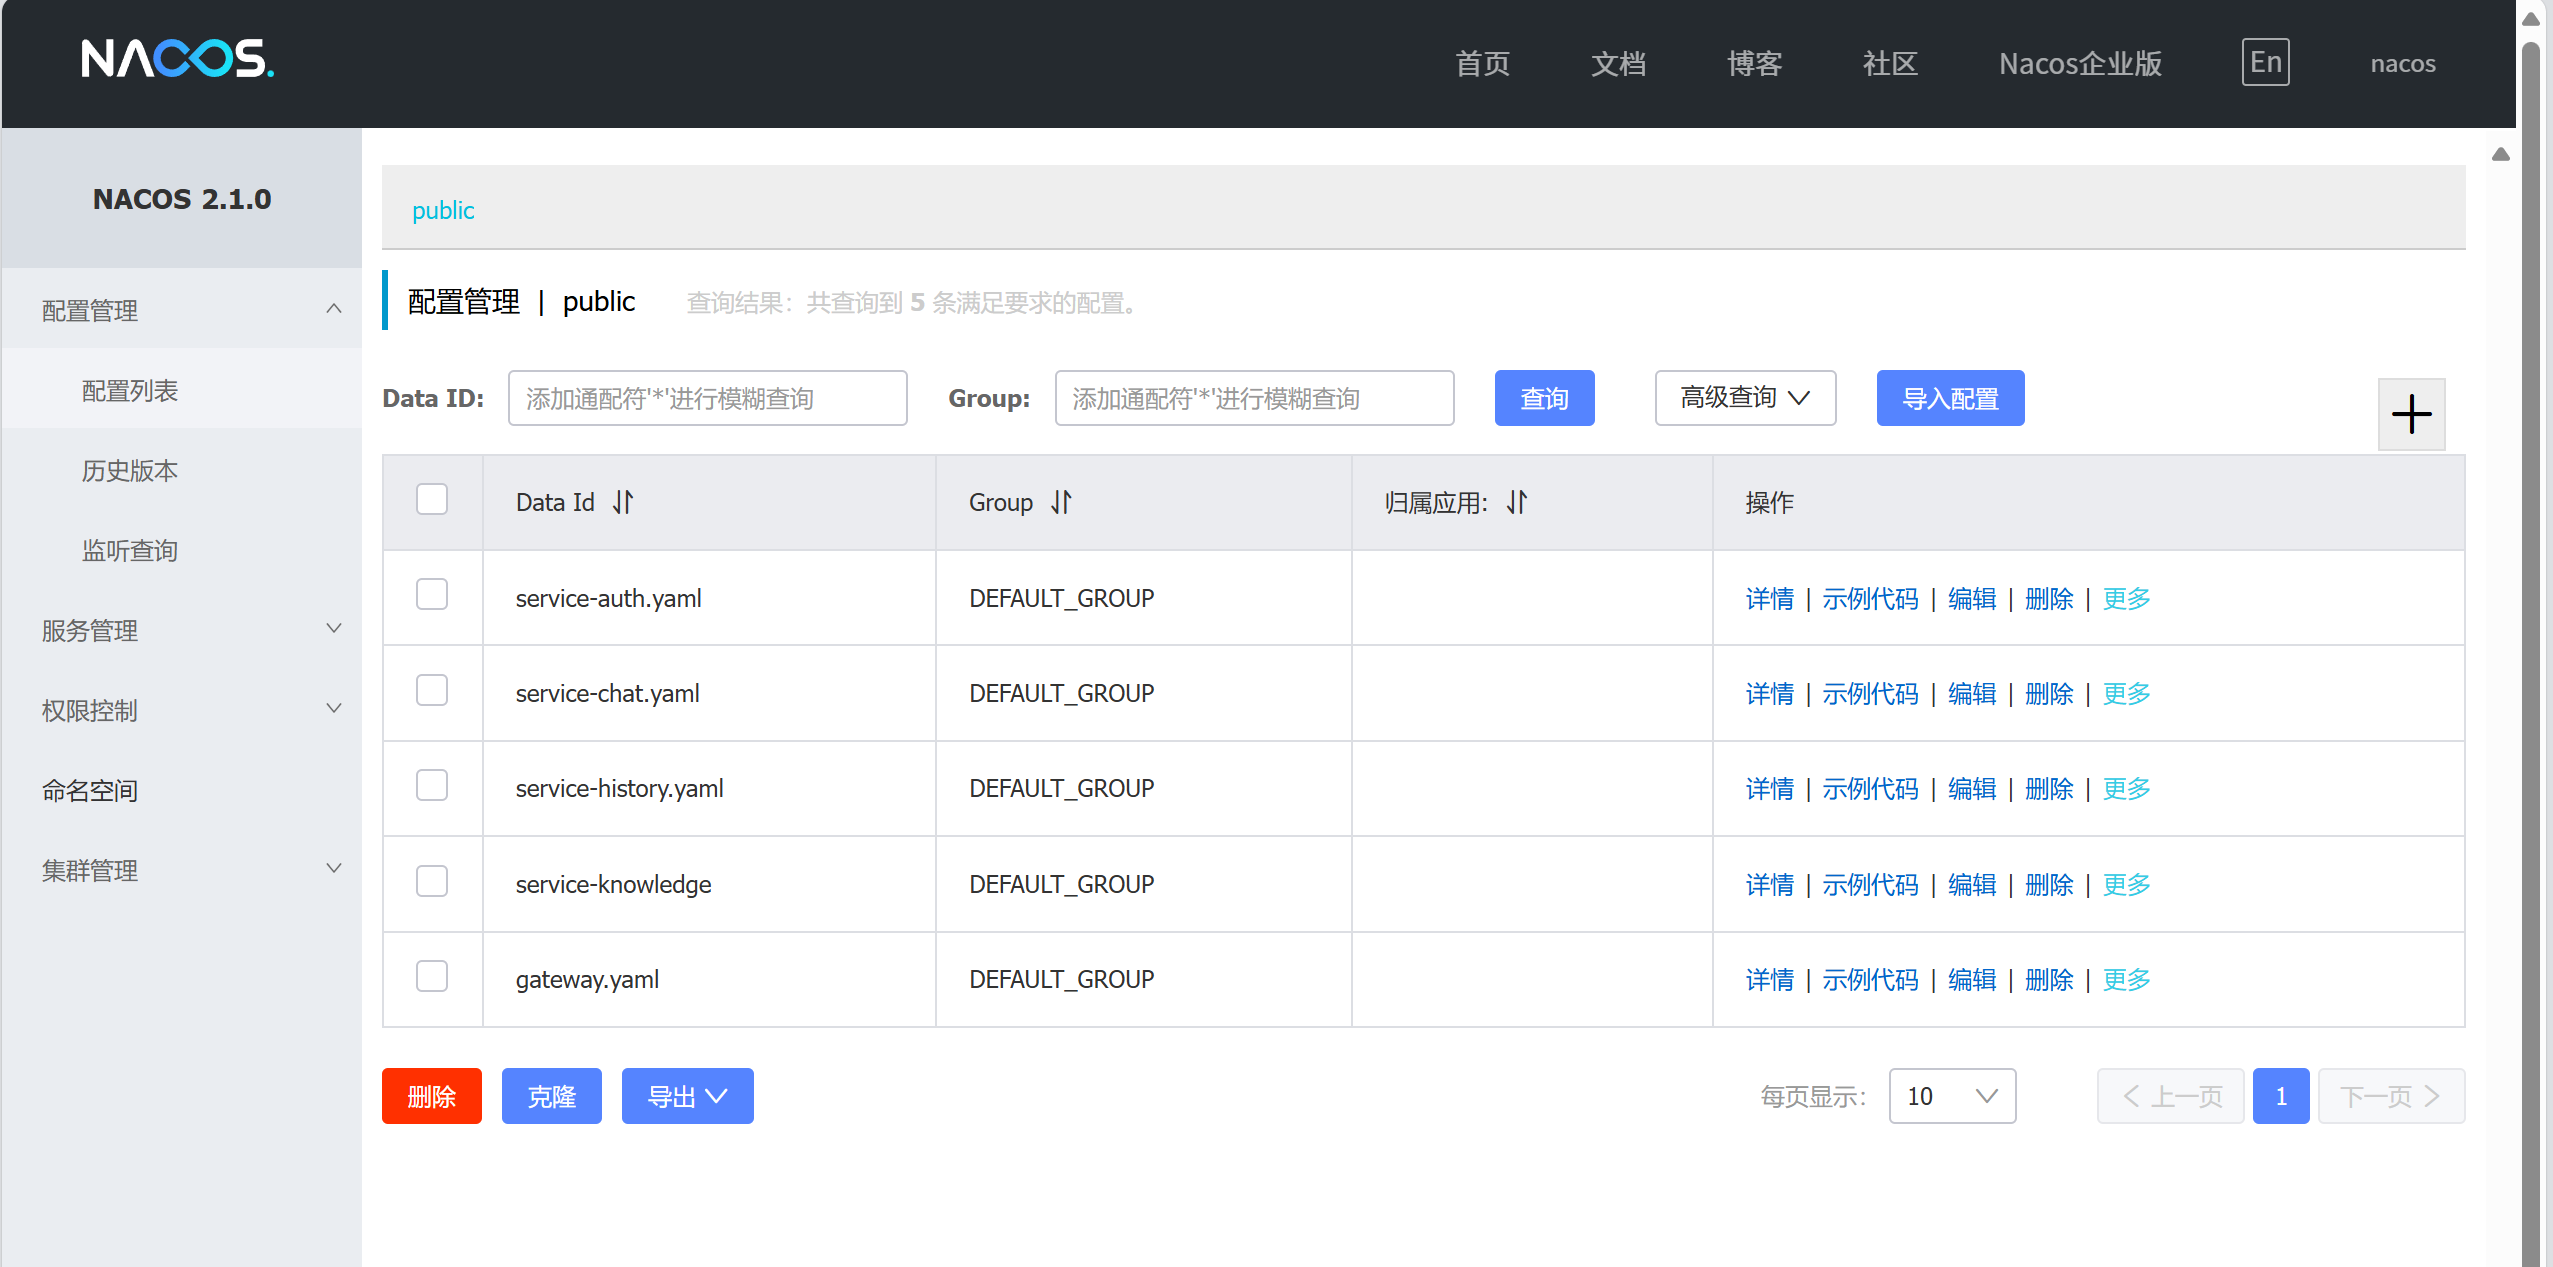 NACOS.
首页 文档 博客 社区 Nacos企业版 En nacos
NACOS 2.1.0
配置管理
配置列表
历史版本
监听查询
服务管理
权限控制
命名空间
集群管理
public
配置管理 | public 查询结果：共查询到 5 条满足要求的配置。
Data ID: 添加通配符'*'进行模糊查询 Group: 添加通配符'*'进行模糊查询 查询 高级查询 导入配置
Data Id Group 归属应用: 操作
service-auth.yaml DEFAULT_GROUP 详情 | 示例代码 | 编辑 | 删除 | 更多
service-chat.yaml DEFAULT_GROUP 详情 | 示例代码 | 编辑 | 删除 | 更多
service-history.yaml DEFAULT_GROUP 详情 | 示例代码 | 编辑 | 删除 | 更多
service-knowledge DEFAULT_GROUP 详情 | 示例代码 | 编辑 | 删除 | 更多
gateway.yaml DEFAULT_GROUP 详情 | 示例代码 | 编辑 | 删除 | 更多
删除 克隆 导出 每页显示: 10 上一页 1 下一页